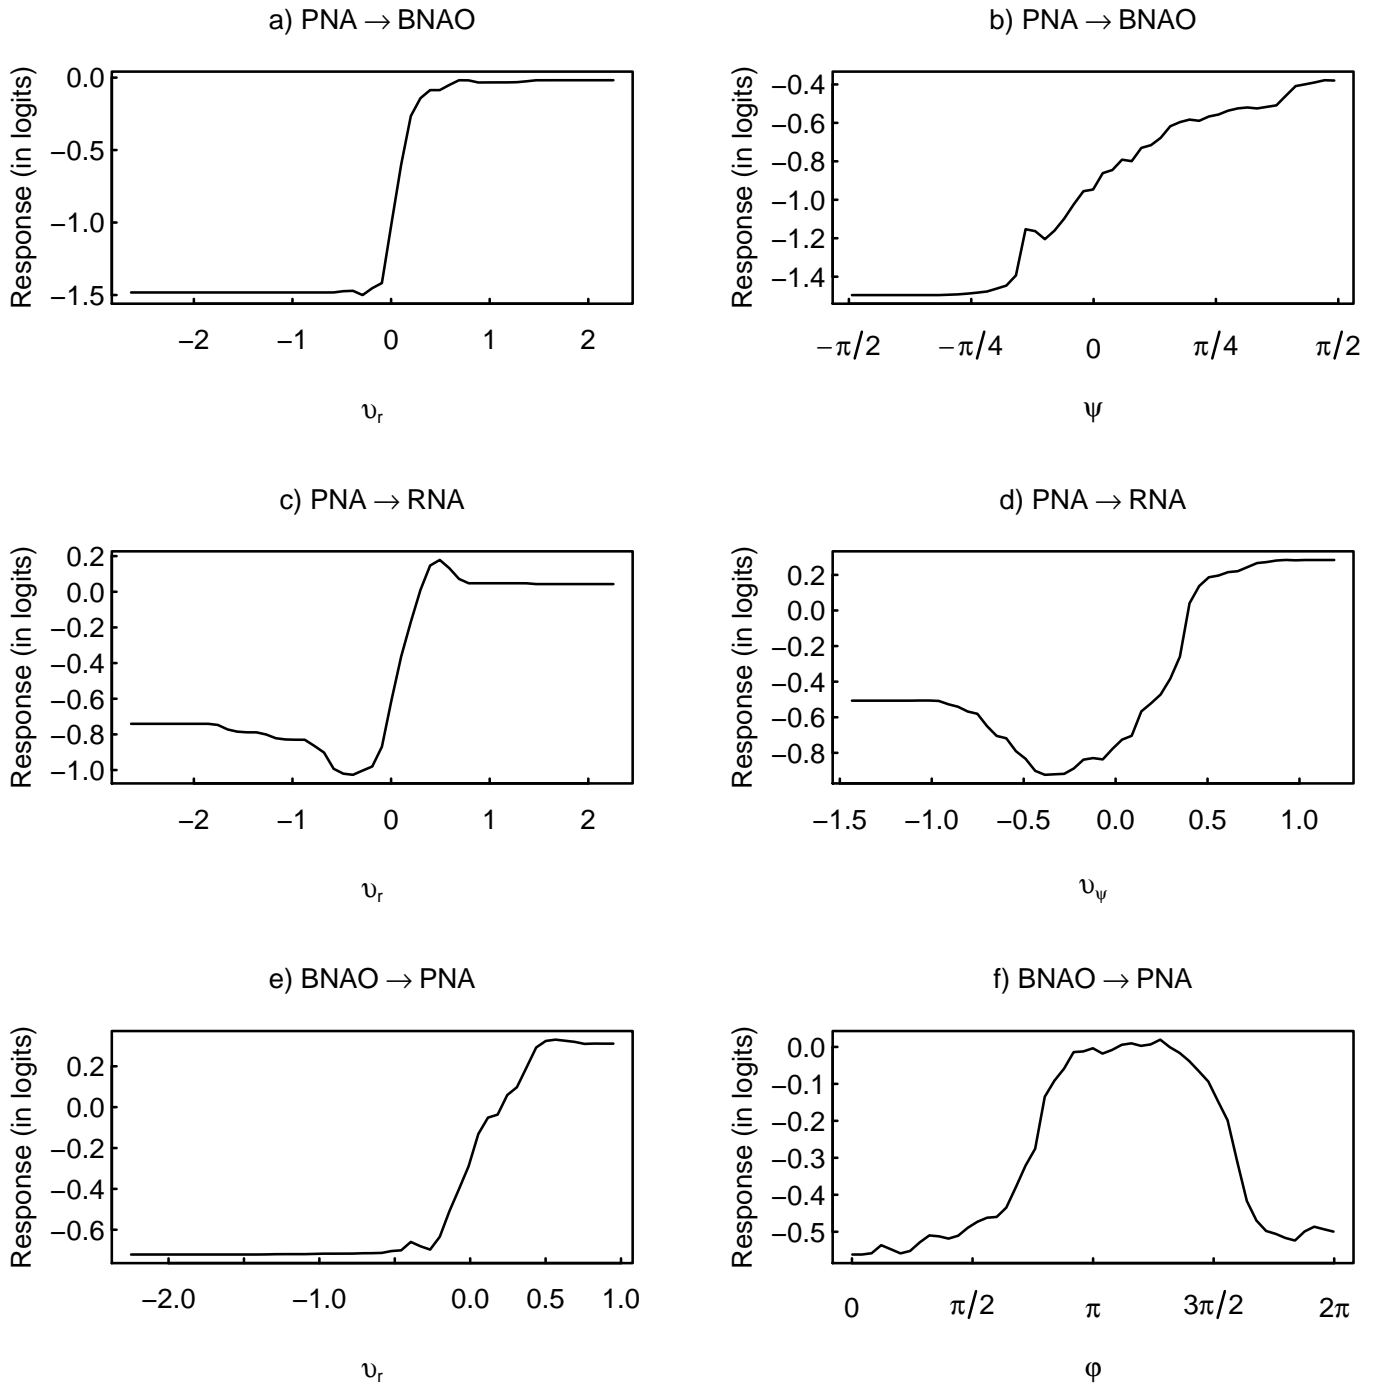 a) PNA → BNAO
Response (in logits)
0.0
−0.5
−1.0
−1.5
−2 −1 0 1 2
υr
b) PNA → BNAO
Response (in logits)
−0.4
−0.6
−0.8
−1.0
−1.2
−1.4
−π/2 −π/4 0 π/4 π/2
ψ
c) PNA → RNA
Response (in logits)
0.2
0.0
−0.2
−0.4
−0.6
−0.8
−1.0
−2 −1 0 1 2
υr
d) PNA → RNA
Response (in logits)
0.2
0.0
−0.2
−0.4
−0.6
−0.8
−1.5 −1.0 −0.5 0.0 0.5 1.0
υψ
e) BNAO → PNA
Response (in logits)
0.2
0.0
−0.2
−0.4
−0.6
−2.0 −1.0 0.0 0.5 1.0
υr
f) BNAO → PNA
Response (in logits)
0.0
−0.1
−0.2
−0.3
−0.4
−0.5
0 π/2 π 3π/2 2π
φ